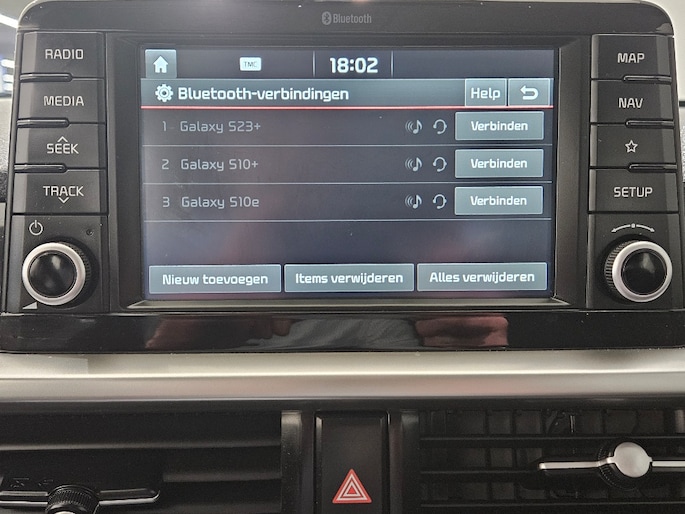 Bluetooth
RADIO
MEDIA
SEEK
TRACK
TMC
18:02
Bluetooth-verbindingen
Help
1 Galaxy S23+
Verbinden
2 Galaxy S10+
Verbinden
3 Galaxy S10e
Verbinden
Nieuw toevoegen
Items verwijderen
Alles verwijderen
MAP
NAV
SETUP